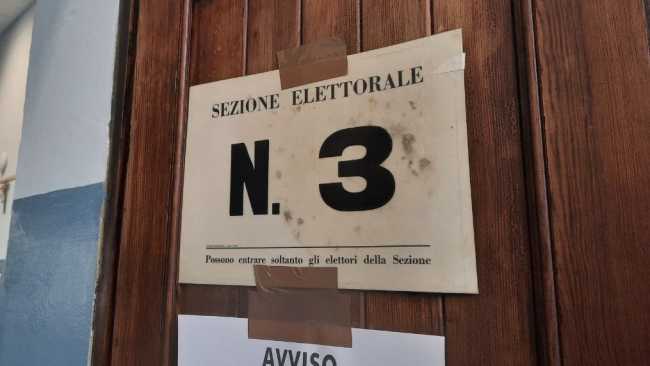 SEZIONE ELETTORALE
N. 3
Possono entrare soltanto gli elettori della Sezione
AVVISO